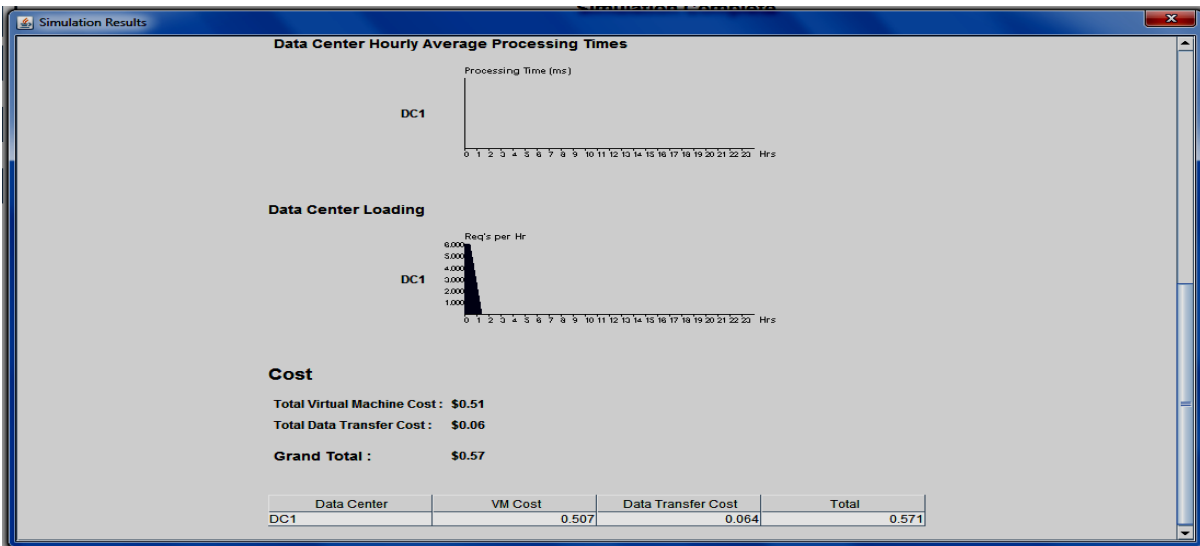 Simulation Complete
Simulation Results
Data Center Hourly Average Processing Times
Processing Time (ms)
DC1
0 1 2 3 4 5 6 7 8 9 10 11 12 13 14 15 16 17 18 19 20 21 22 23 Hrs
Data Center Loading
Req's per Hr
6.000
5.000
4.000
DC1
3.000
2.000
1.000
0 1 2 3 4 5 6 7 8 9 10 11 12 13 14 15 16 17 18 19 20 21 22 23 Hrs
Cost
Total Virtual Machine Cost : $0.51
Total Data Transfer Cost : $0.06
Grand Total : $0.57
Data Center VM Cost Data Transfer Cost Total
DC1 0.507 0.064 0.571